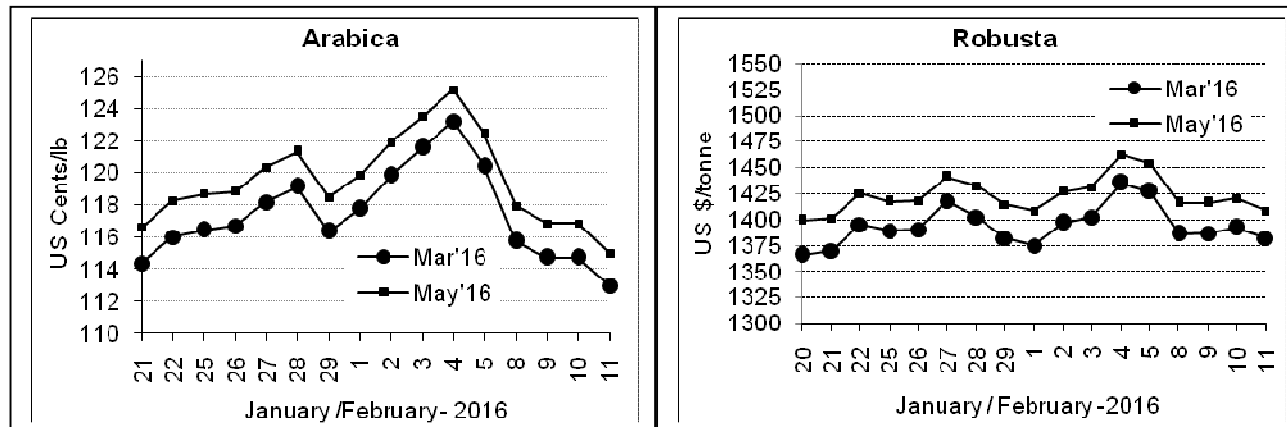 Arabica
126
124
122
120
118
116
114
112
110
US Cents/lb
Mar'16
May'16
21 22 25 26 27 28 29 1 2 3 4 5 8 9 10 11
January /February- 2016
Robusta
1550
1525
1500
1475
1450
1425
1400
1375
1350
1325
1300
US $/tonne
Mar'16
May'16
20 21 22 25 26 27 28 29 1 2 3 4 5 8 9 10 11
January / February -2016